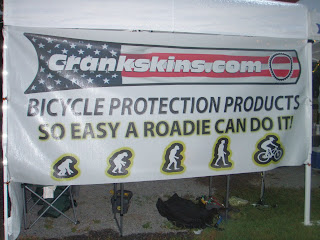 crankskins.com
BICYCLE PROTECTION PRODUCTS
SO EASY A ROADIE CAN DO IT!